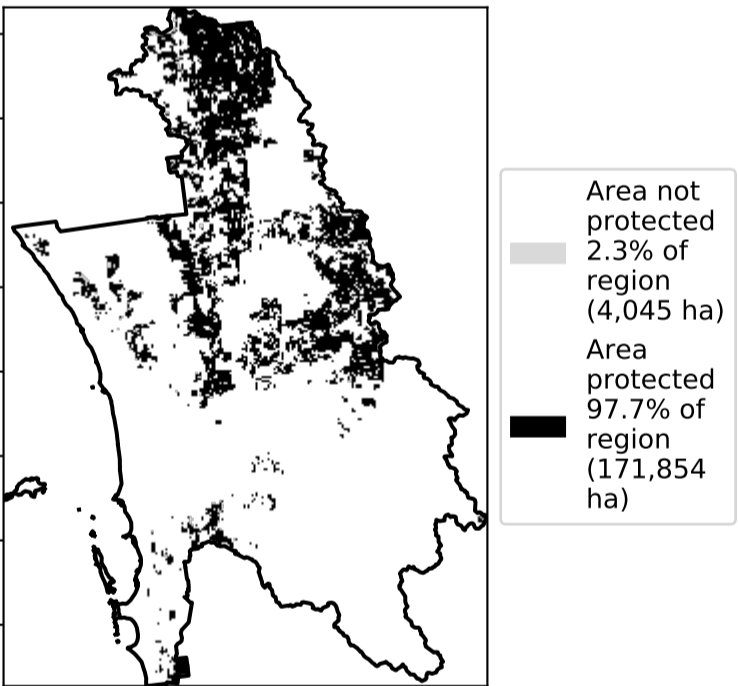 Area not
protected
2.3% of
region
(4,045 ha)
Area
protected
97.7% of
region
(171,854
ha)